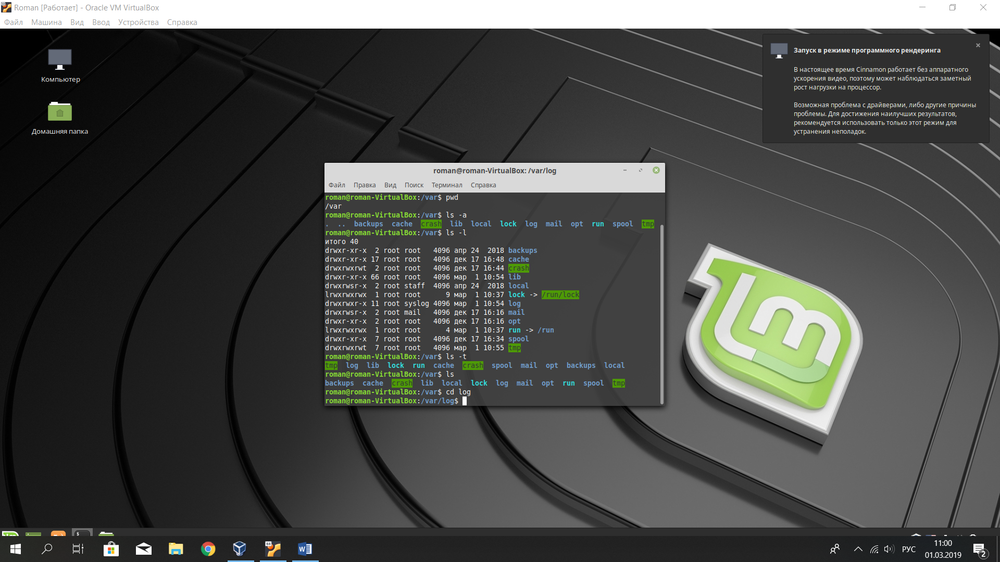 Roman [Работает] - Oracle VM VirtualBox
Файл Машина Вид Ввод Устройства Справка
Компьютер
Домашняя папка
Запуск в режиме программного рендеринга
В настоящее время Cinnamon работает без аппаратного
ускорения видео, поэтому может наблюдаться заметный
рост нагрузки на процессор.
Возможная проблема с драйверами, либо другие причины
проблемы. Для достижения наилучших результатов,
рекомендуется использовать только этот режим для
устранения неполадок.
roman@roman-VirtualBox: /var/log
Файл Правка Вид Поиск Терминал Справка
roman@roman-VirtualBox:/var$ pwd
/var
roman@roman-VirtualBox:/var$ ls -a
. .. backups cache crash lib local lock log mail opt run spool tmp
roman@roman-VirtualBox:/var$ ls -l
итого 40
drwxr-xr-x 2 root root 4096 апр 24 2018 backups
drwxr-xr-x 17 root root 4096 дек 17 16:48 cache
drwxrwxrwt 2 root root 4096 дек 17 16:44 crash
drwxr-xr-x 66 root root 4096 мар 1 10:54 lib
drwxrwsr-x 2 root staff 4096 апр 24 2018 local
lrwxrwxrwx 1 root root 9 мар 1 10:37 lock -> /run/lock
drwxrwxr-x 11 root syslog 4096 мар 1 10:54 log
drwxrwsr-x 2 root mail 4096 дек 17 16:16 mail
drwxr-xr-x 2 root root 4096 дек 17 16:16 opt
lrwxrwxrwx 1 root root 4 мар 1 10:37 run -> /run
drwxr-xr-x 7 root root 4096 дек 17 16:34 spool
drwxrwxrwt 7 root root 4096 мар 1 10:55 tmp
roman@roman-VirtualBox:/var$ ls -t
tmp log lib lock run cache crash spool mail opt backups local
roman@roman-VirtualBox:/var$ ls
backups cache crash lib local lock log mail opt run spool tmp
roman@roman-VirtualBox:/var$ cd log
roman@roman-VirtualBox:/var/log$
64
W
РУС
11:00
01.03.2019
2